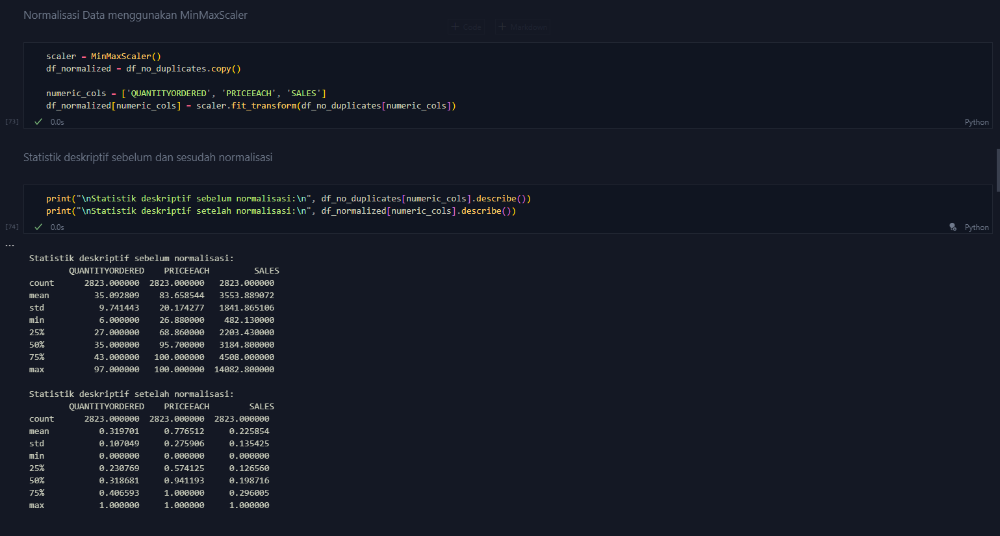 Normalisasi Data menggunakan MinMaxScaler
+ Code + Markdown
scaler = MinMaxScaler()
df_normalized = df_no_duplicates.copy()
numeric_cols = ['QUANTITYORDERED', 'PRICEEACH', 'SALES']
df_normalized[numeric_cols] = scaler.fit_transform(df_no_duplicates[numeric_cols])
[73] ✓ 0.0s Python
Statistik deskriptif sebelum dan sesudah normalisasi
print("\nStatistik deskriptif sebelum normalisasi:\n", df_no_duplicates[numeric_cols].describe())
print("\nStatistik deskriptif setelah normalisasi:\n", df_normalized[numeric_cols].describe())
[74] ✓ 0.0s Python
...
Statistik deskriptif sebelum normalisasi:
QUANTITYORDERED PRICEEACH SALES
count 2823.000000 2823.000000 2823.000000
mean 35.092809 83.658544 3553.889072
std 9.741443 20.174277 1841.865106
min 6.000000 26.880000 482.130000
25% 27.000000 68.860000 2203.430000
50% 35.000000 95.700000 3184.800000
75% 43.000000 100.000000 4508.000000
max 97.000000 100.000000 14082.800000
Statistik deskriptif setelah normalisasi:
QUANTITYORDERED PRICEEACH SALES
count 2823.000000 2823.000000 2823.000000
mean 0.319701 0.776512 0.225854
std 0.107049 0.275906 0.135425
min 0.000000 0.000000 0.000000
25% 0.230769 0.574125 0.126560
50% 0.318681 0.941193 0.198716
75% 0.406593 1.000000 0.296005
max 1.000000 1.000000 1.000000